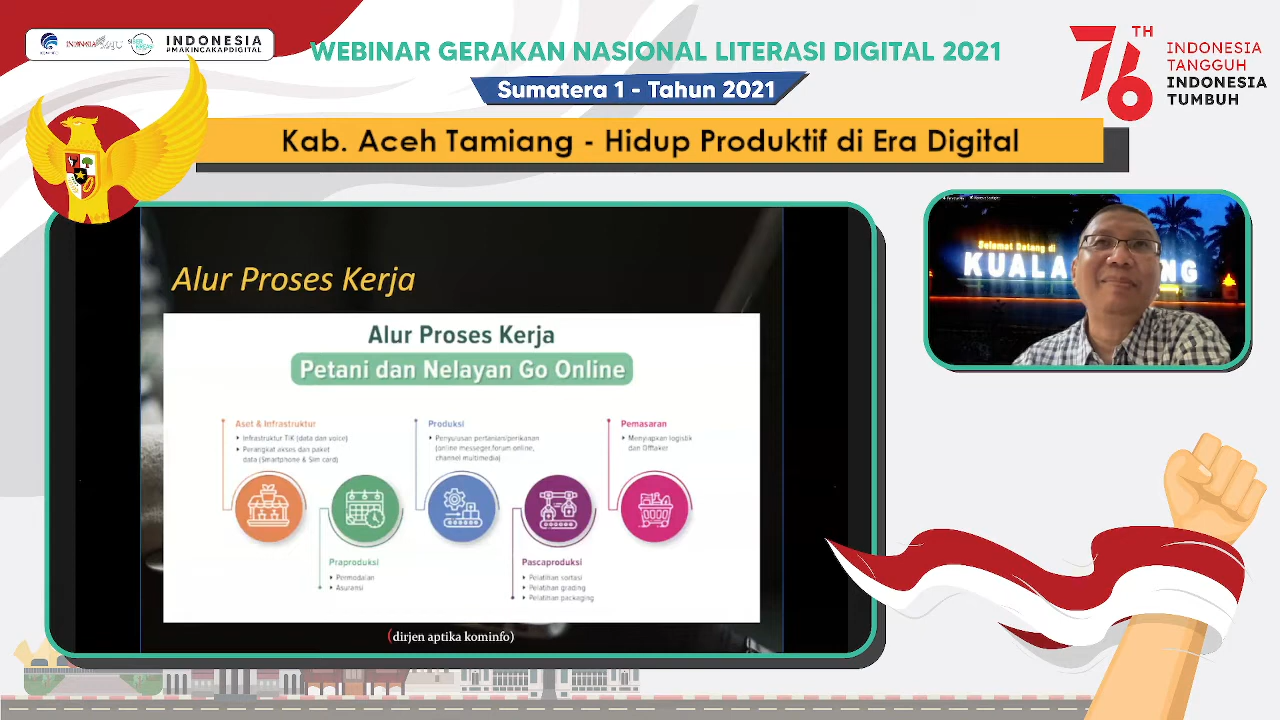 INDONESIA
#MAKINCAKAPDIGITAL
WEBINAR GERAKAN NASIONAL LITERASI DIGITAL 2021
Sumatera 1 - Tahun 2021
Kab. Aceh Tamiang - Hidup Produktif di Era Digital
76TH
INDONESIA
TANGGUH
INDONESIA
TUMBUH
Alur Proses Kerja
Alur Proses Kerja
Petani dan Nelayan Go Online
Aset & Infrastruktur
Infrastruktur TIK (data dan voice)
Perangkat akses dan paket
data (Smartphone & Sim card)
Produksi
Penyuluan pertanian/perikanan
(online messeger, forum online,
channel multimedia)
Pemasaran
Menyiapkan logistik
dan Offtaker
Praproduksi
Permodalan
Asuransi
Pascaproduksi
Pelatihan sortasi
Pelatihan grading
Pelatihan packaging
(dirjen aptika kominfo)
Selamat Datang di
KUALA
NG